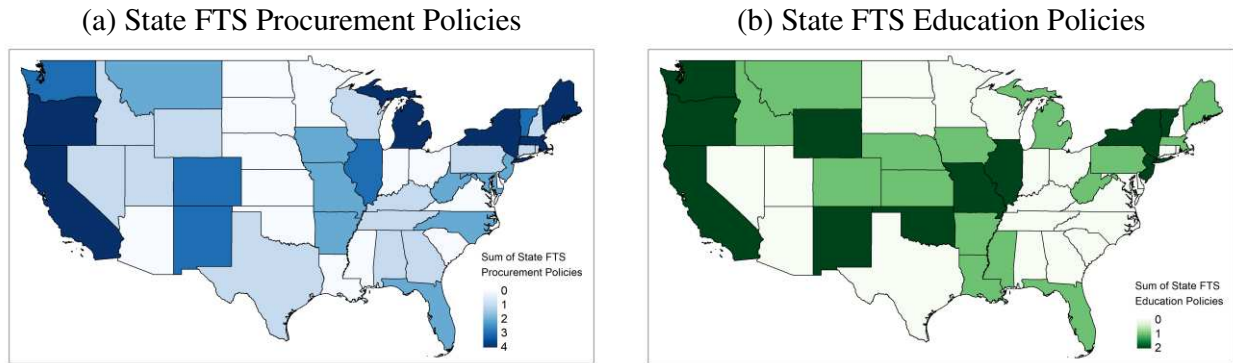 (a) State FTS Procurement Policies
Sum of State FTS
Procurement Policies
0
1
2
3
4
(b) State FTS Education Policies
Sum of State FTS
Education Policies
0
1
2